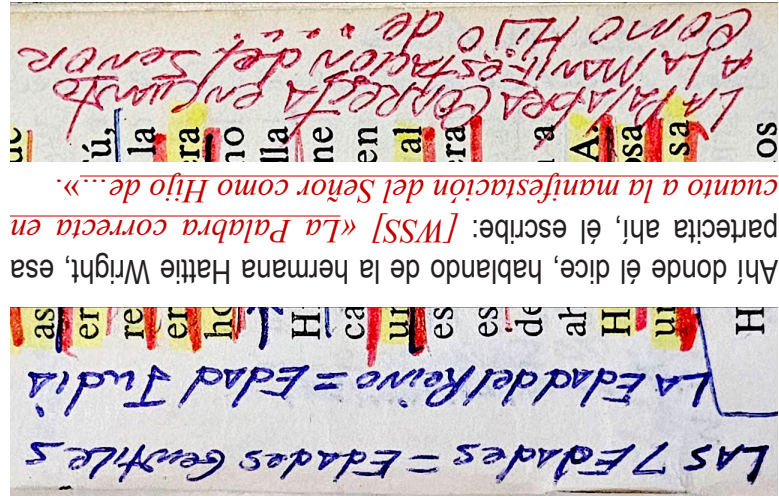 LAS 7 Edades = Edades Gentiles
LA Edad del Reino = Edad Judia
Ahí donde él dice, hablando de la hermana Hattie Wright, esa
partecita ahí, él escribe: [WSS] «La Palabra correcta en
cuanto a la manifestación del Señor como Hijo de...».
LA PALABRA CORRECTA EN CUANTO
A LA MANIFESTACION DEL SEÑOR
COMO HIJO de ...